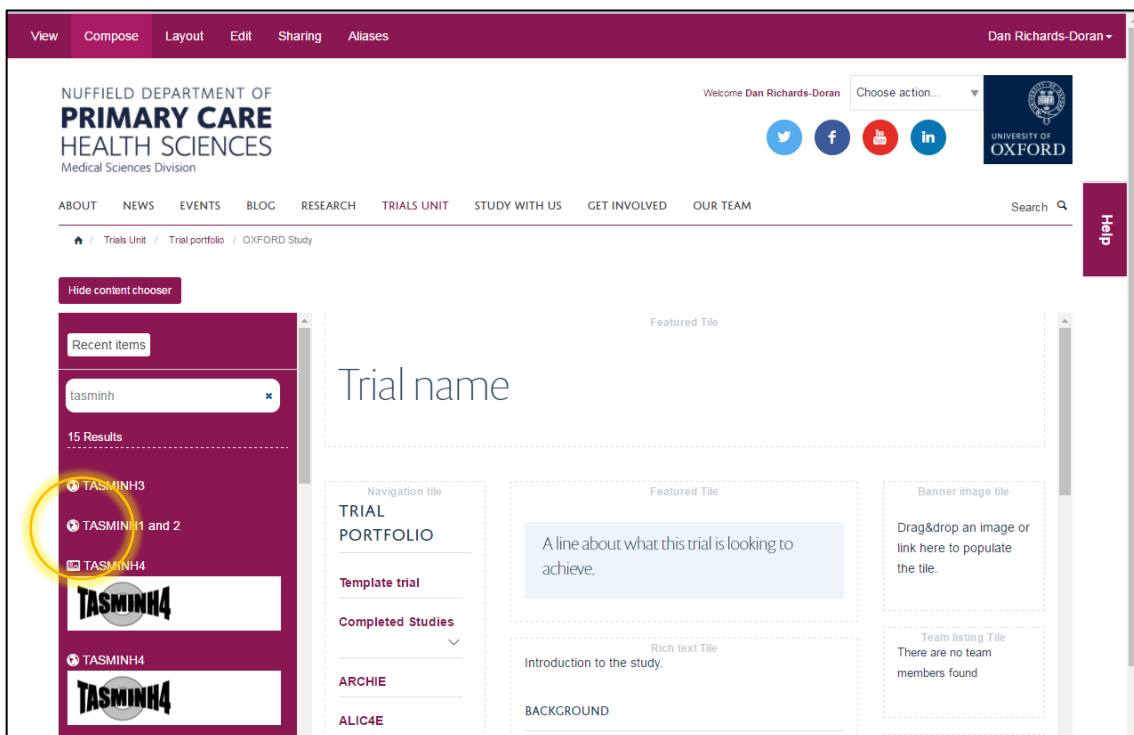 View Compose Layout Edit Sharing Aliases Dan Richards-Doran
NUFFIELD DEPARTMENT OF
PRIMARY CARE
HEALTH SCIENCES
Medical Sciences Division
Welcome Dan Richards-Doran
Choose action...
UNIVERSITY OF
OXFORD
ABOUT NEWS EVENTS BLOG RESEARCH TRIALS UNIT STUDY WITH US GET INVOLVED OUR TEAM Search
Help
/ Trials Unit / Trial portfolio / OXFORD Study
Hide content chooser
Recent items
tasminh
15 Results
TASMINH3
TASMINH1 and 2
TASMINH4
TASMINH4
TASMINH4
TASMINH4
Featured Tile
Trial name
Navigation tile
TRIAL
PORTFOLIO
Template trial
Completed Studies
ARCHIE
ALIC4E
Featured Tile
A line about what this trial is looking to
achieve.
Rich text Tile
Introduction to the study.
BACKGROUND
Banner image tile
Drag&drop an image or
link here to populate
the tile.
Team listing Tile
There are no team
members found